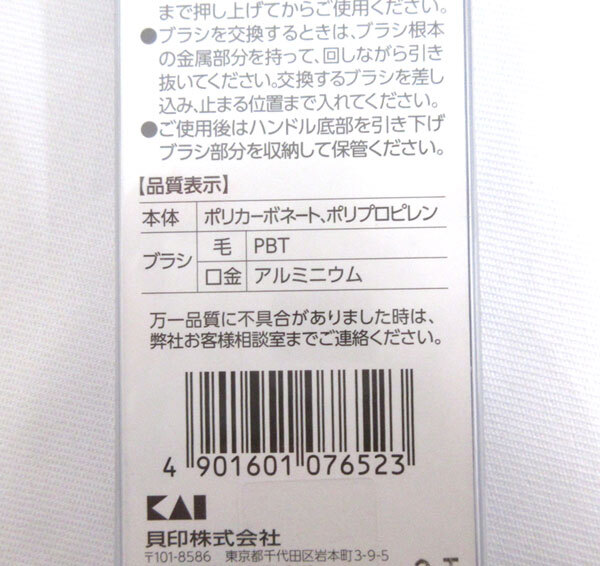 まで押し上げてからご使用ください。
●ブラシを交換するときは、ブラシ根本
の金属部分を持って、回しながら引き
抜いてください。交換するブラシを差し
込み、止まる位置まで入れてください。
●ご使用後はハンドル底部を引き下げ
ブラシ部分を収納して保管ください。
【品質表示】
本体 ポリカーボネート、ポリプロピレン
ブラシ 毛 PBT
口金 アルミニウム
万一品質に不具合がありました時は、
弊社お客様相談室までご連絡ください。
4 901601 076523
KAI
貝印株式会社
〒101-8586 東京都千代田区岩本町3-9-5